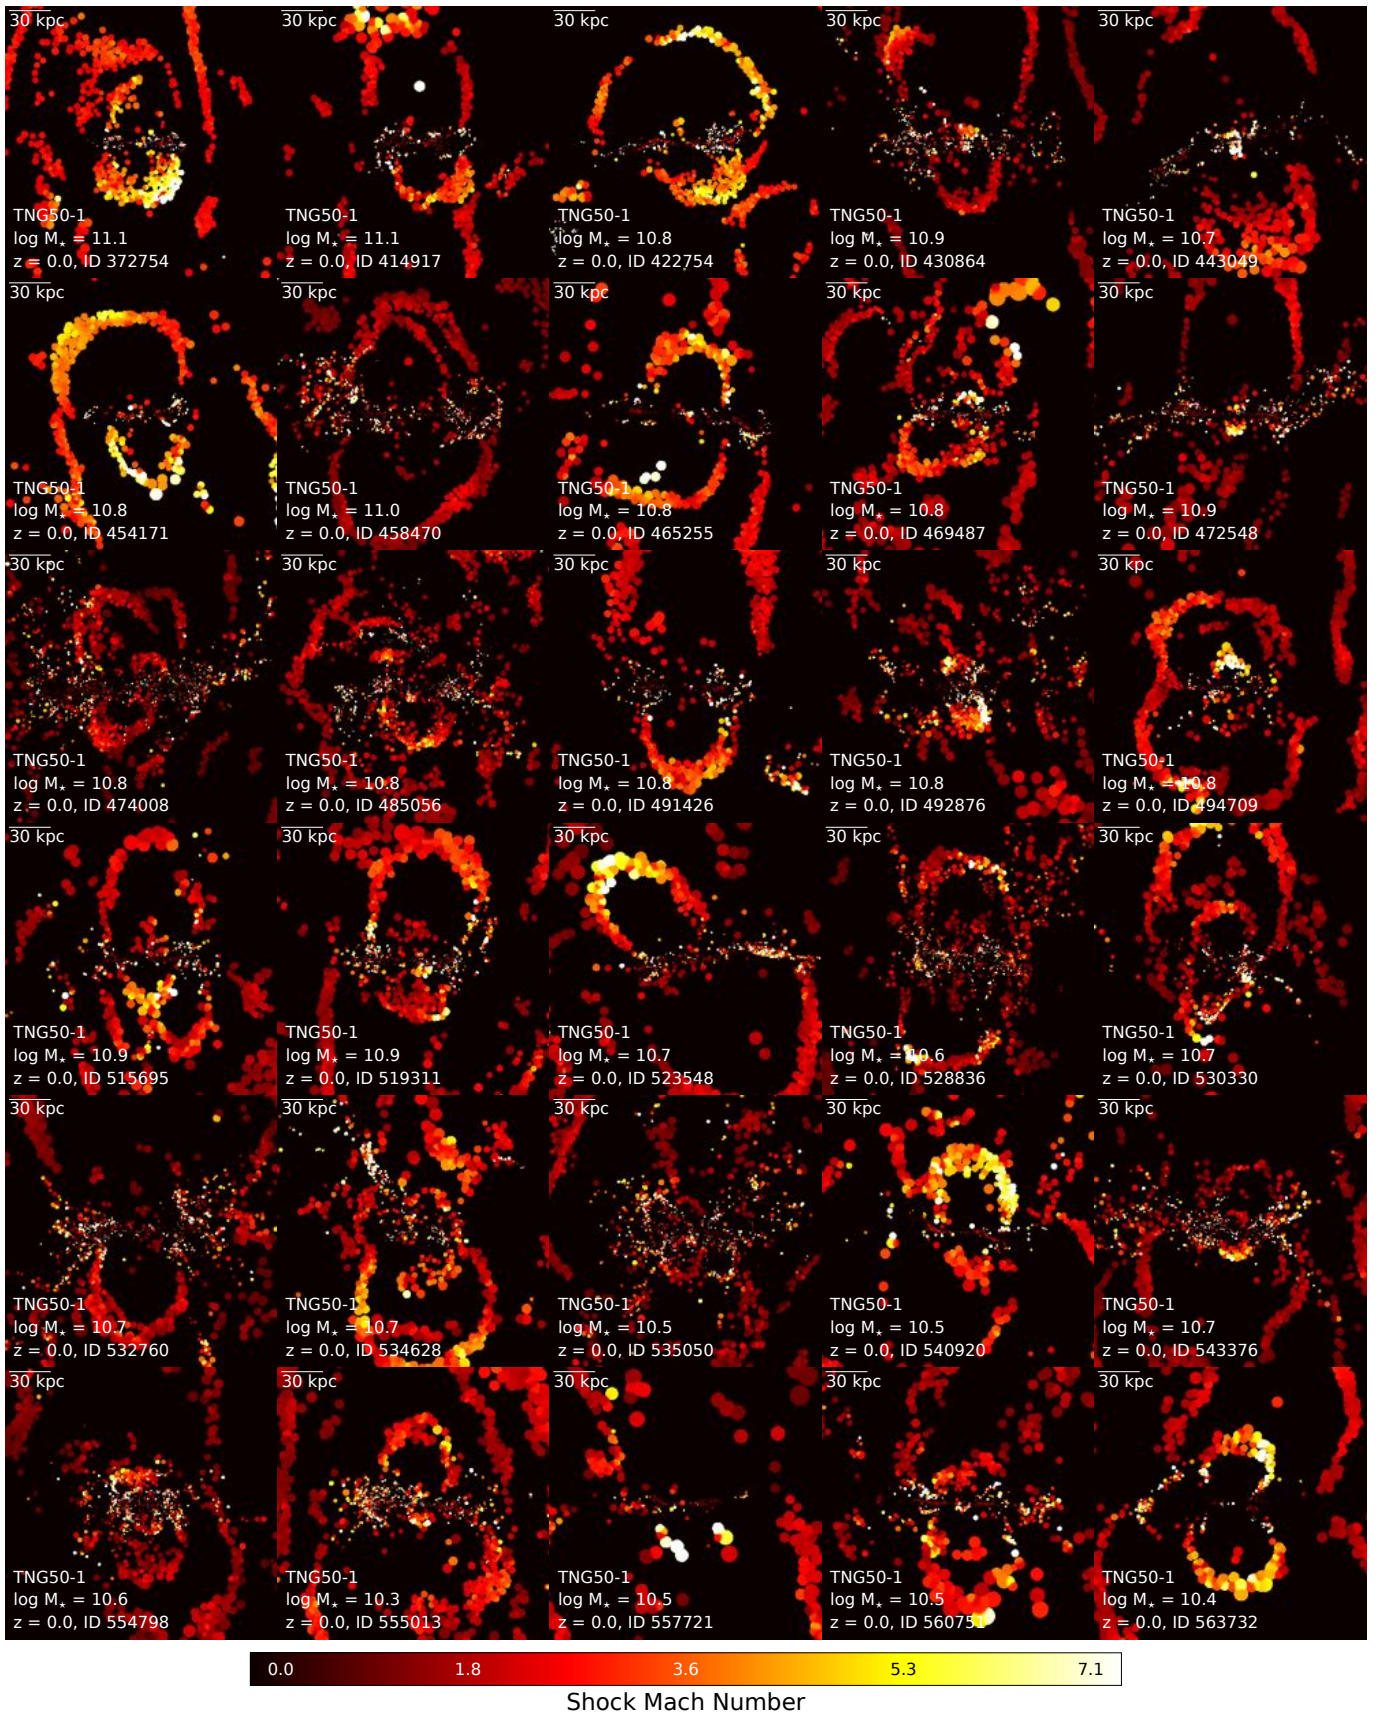 30 kpc
TNG50-1
log M⋆ = 11.1
z = 0.0, ID 372754
30 kpc
TNG50-1
log M⋆ = 11.1
z = 0.0, ID 414917
30 kpc
TNG50-1
log M⋆ = 10.8
z = 0.0, ID 422754
30 kpc
TNG50-1
log M⋆ = 10.9
z = 0.0, ID 430864
30 kpc
TNG50-1
log M⋆ = 10.7
z = 0.0, ID 443049
30 kpc
TNG50-1
log M⋆ = 10.8
z = 0.0, ID 454171
30 kpc
TNG50-1
log M⋆ = 11.0
z = 0.0, ID 458470
30 kpc
TNG50-1
log M⋆ = 10.8
z = 0.0, ID 465255
30 kpc
TNG50-1
log M⋆ = 10.8
z = 0.0, ID 469487
30 kpc
TNG50-1
log M⋆ = 10.9
z = 0.0, ID 472548
30 kpc
TNG50-1
log M⋆ = 10.8
z = 0.0, ID 474008
30 kpc
TNG50-1
log M⋆ = 10.8
z = 0.0, ID 485056
30 kpc
TNG50-1
log M⋆ = 10.8
z = 0.0, ID 491426
30 kpc
TNG50-1
log M⋆ = 10.8
z = 0.0, ID 492876
30 kpc
TNG50-1
log M⋆ = 10.8
z = 0.0, ID 494709
30 kpc
TNG50-1
log M⋆ = 10.9
z = 0.0, ID 515695
30 kpc
TNG50-1
log M⋆ = 10.9
z = 0.0, ID 519311
30 kpc
TNG50-1
log M⋆ = 10.7
z = 0.0, ID 523548
30 kpc
TNG50-1
log M⋆ = 10.6
z = 0.0, ID 528836
30 kpc
TNG50-1
log M⋆ = 10.7
z = 0.0, ID 530330
30 kpc
TNG50-1
log M⋆ = 10.7
z = 0.0, ID 532760
30 kpc
TNG50-1
log M⋆ = 10.7
z = 0.0, ID 534628
30 kpc
TNG50-1
log M⋆ = 10.5
z = 0.0, ID 535050
30 kpc
TNG50-1
log M⋆ = 10.5
z = 0.0, ID 540920
30 kpc
TNG50-1
log M⋆ = 10.7
z = 0.0, ID 543376
30 kpc
TNG50-1
log M⋆ = 10.6
z = 0.0, ID 554798
30 kpc
TNG50-1
log M⋆ = 10.3
z = 0.0, ID 555013
30 kpc
TNG50-1
log M⋆ = 10.5
z = 0.0, ID 557721
30 kpc
TNG50-1
log M⋆ = 10.5
z = 0.0, ID 560751
30 kpc
TNG50-1
log M⋆ = 10.4
z = 0.0, ID 563732
0.0 1.8 3.6 5.3 7.1
Shock Mach Number